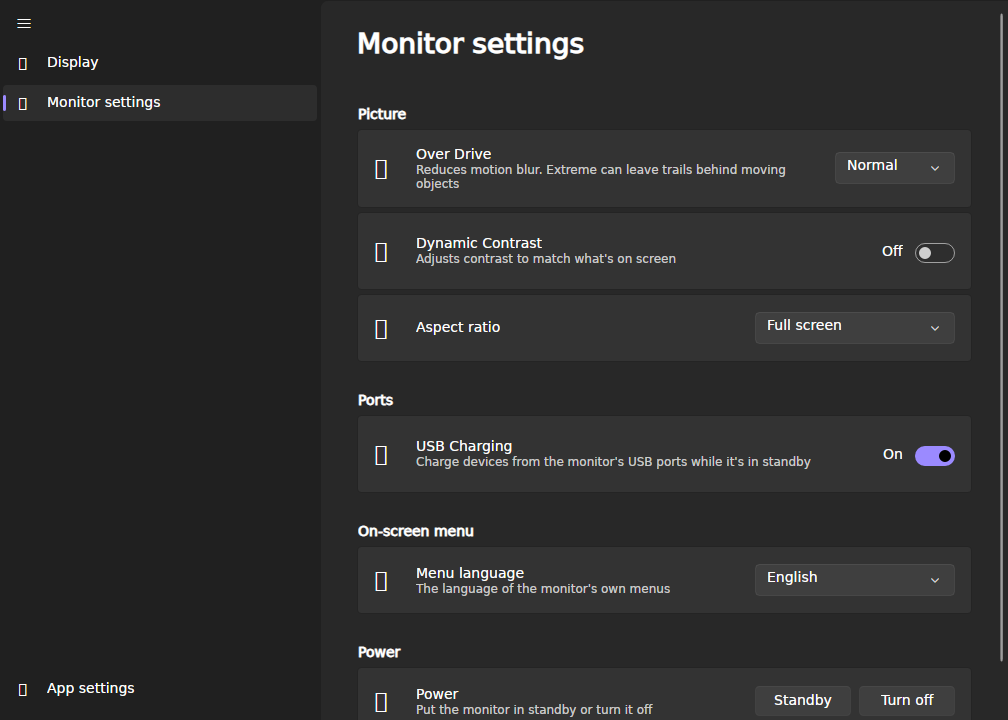 Display
Monitor settings
App settings
Monitor settings
Picture
Over Drive
Reduces motion blur. Extreme can leave trails behind moving
objects
Normal
Dynamic Contrast
Adjusts contrast to match what's on screen
Off
Aspect ratio
Full screen
Ports
USB Charging
Charge devices from the monitor's USB ports while it's in standby
On
On-screen menu
Menu language
The language of the monitor's own menus
English
Power
Power
Put the monitor in standby or turn it off
Standby
Turn off